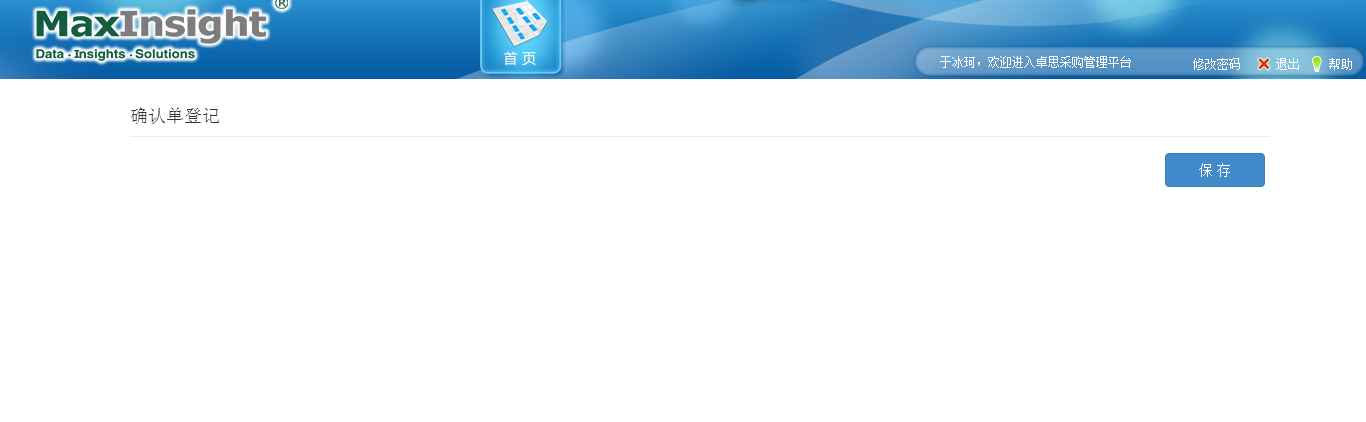 MaxInsight®
Data · Insights · Solutions
首 页
于冰珂，欢迎进入卓思采购管理平台
修改密码 退出 帮助
确认单登记
保 存